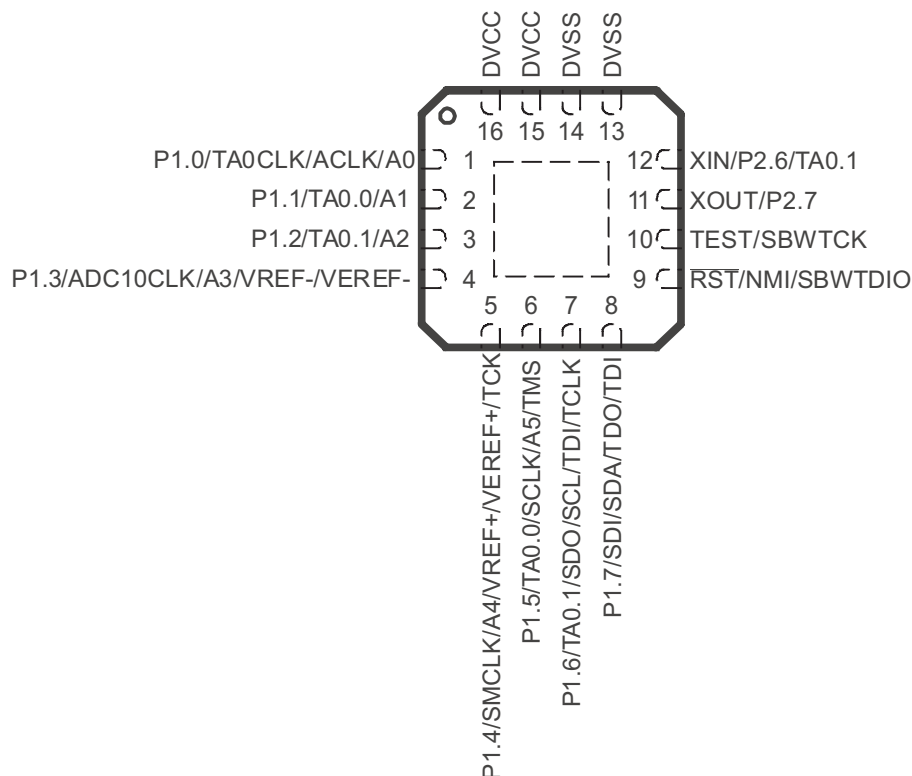 DVCC
DVCC
DVSS
DVSS
16
15
14
13
P1.0/TA0CLK/ACLK/A0
1
12
XIN/P2.6/TA0.1
P1.1/TA0.0/A1
2
11
XOUT/P2.7
P1.2/TA0.1/A2
3
10
TEST/SBWTCK
P1.3/ADC10CLK/A3/VREF-/VEREF-
4
9
RST/NMI/SBWTDIO
5
6
7
8
P1.4/SMCLK/A4/VREF+/VEREF+/TCK
P1.5/TA0.0/SCLK/A5/TMS
P1.6/TA0.1/SDO/SCL/TDI/TCLK
P1.7/SDI/SDA/TDO/TDI